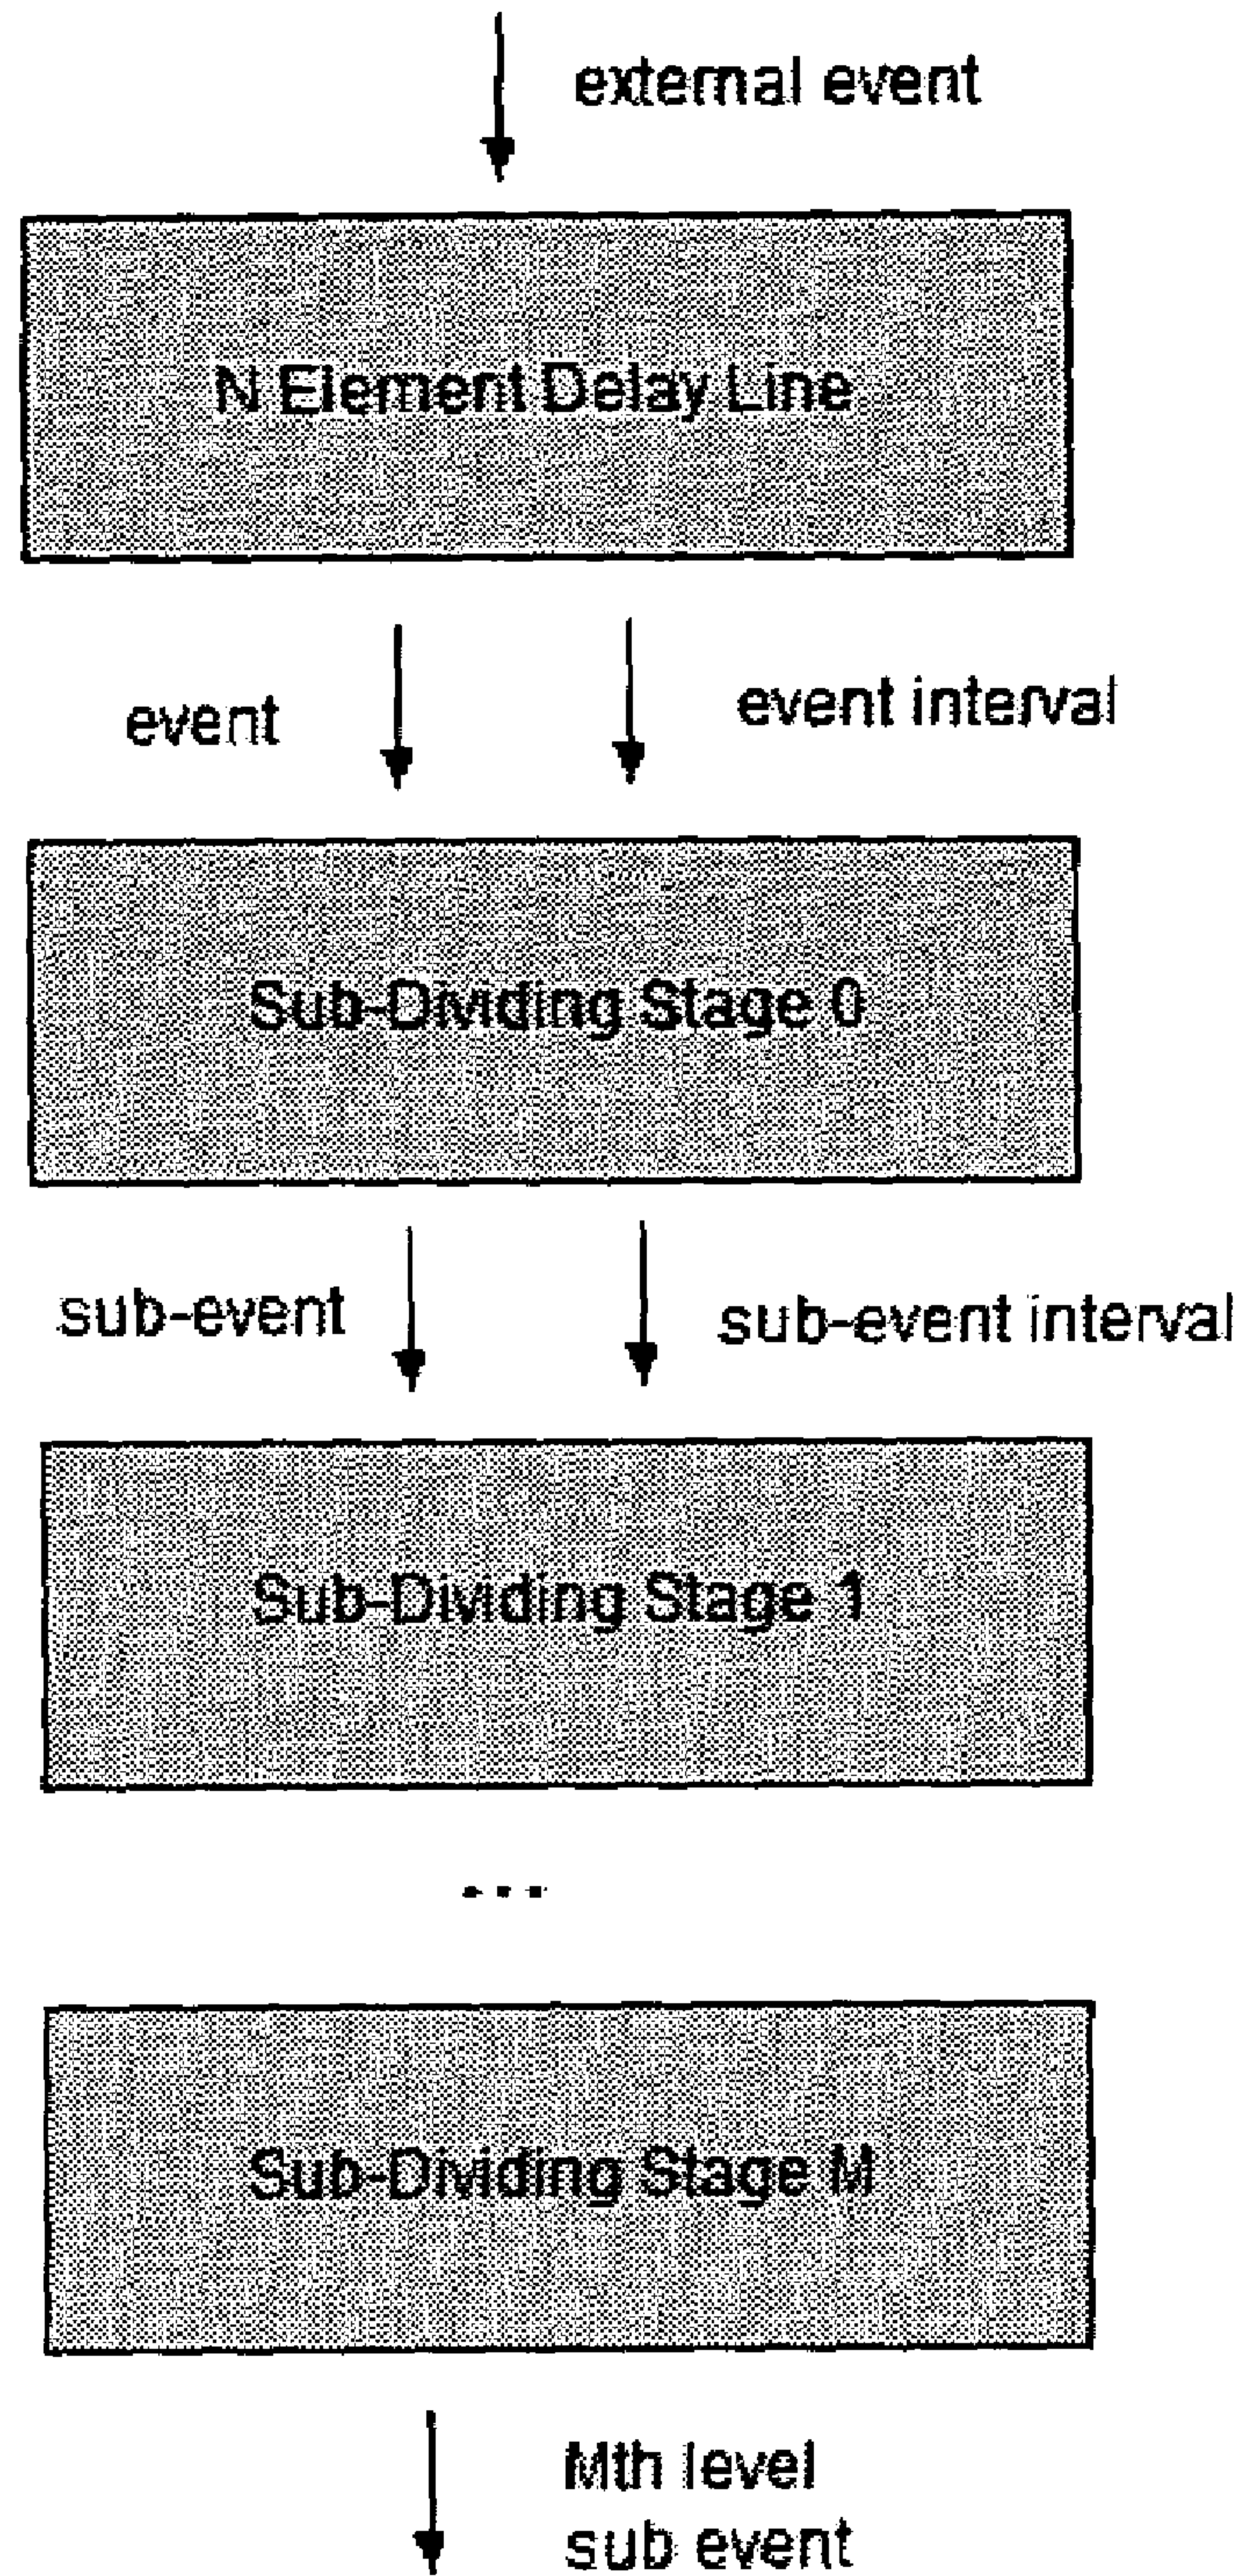 external event
N Element Delay Line
event
event interval
Sub-Dividing Stage 0
sub-event
sub-event interval
Sub-Dividing Stage 1
...
Sub-Dividing Stage M
Mth level
sub event